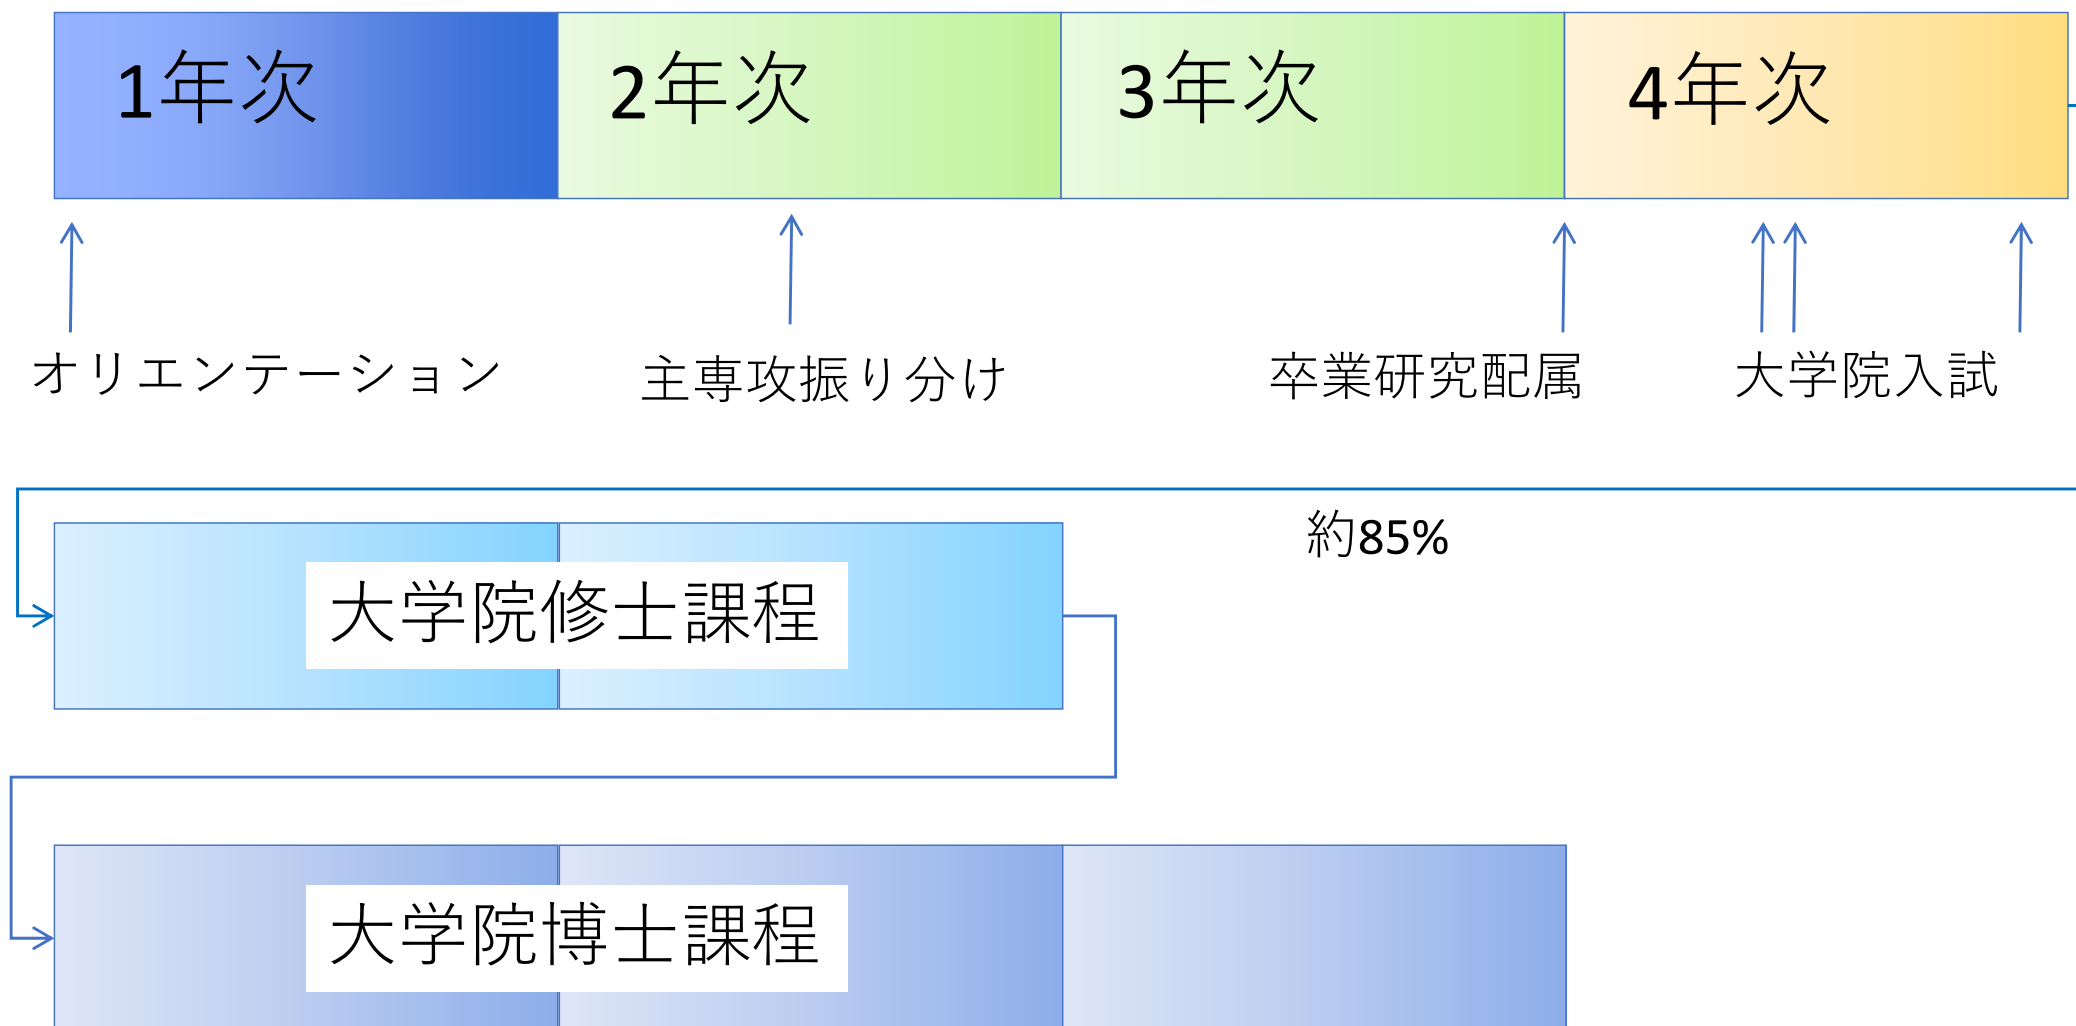 1年次
2年次
3年次
4年次
オリエンテーション
主専攻振り分け
卒業研究配属
大学院入試
約85%
大学院修士課程
大学院博士課程